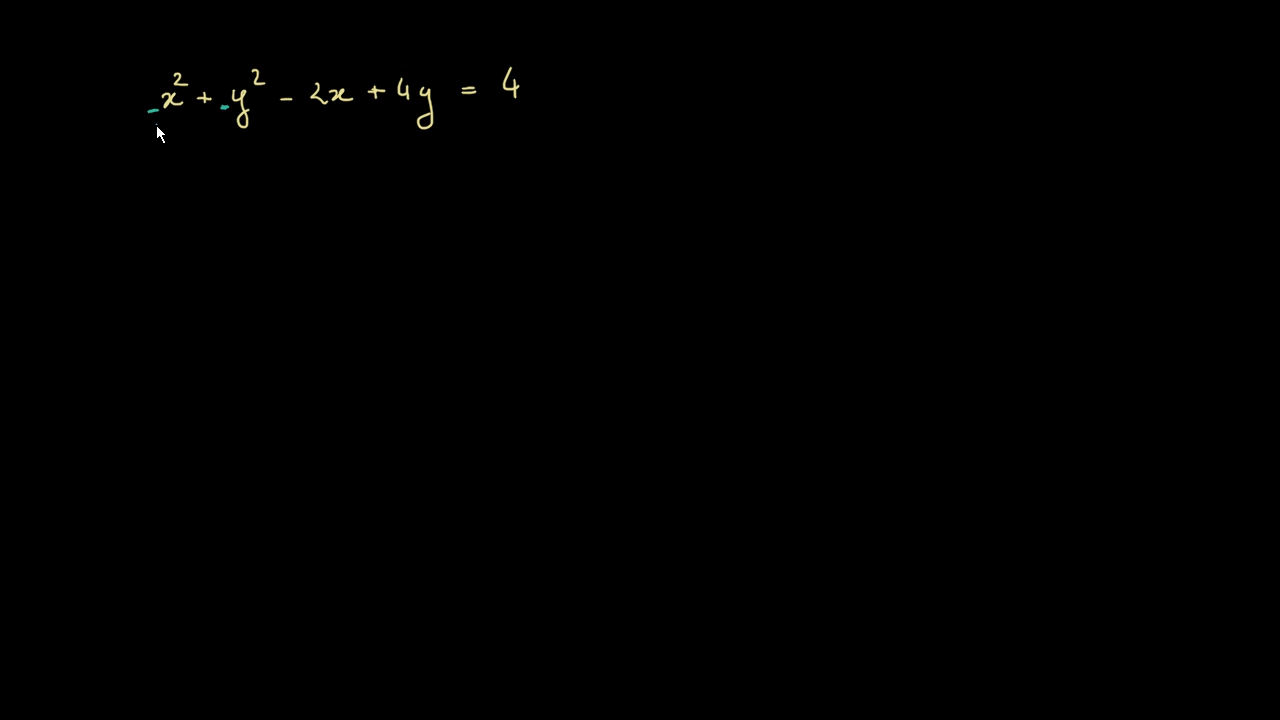 x² + y² - 2x + 4y = 4